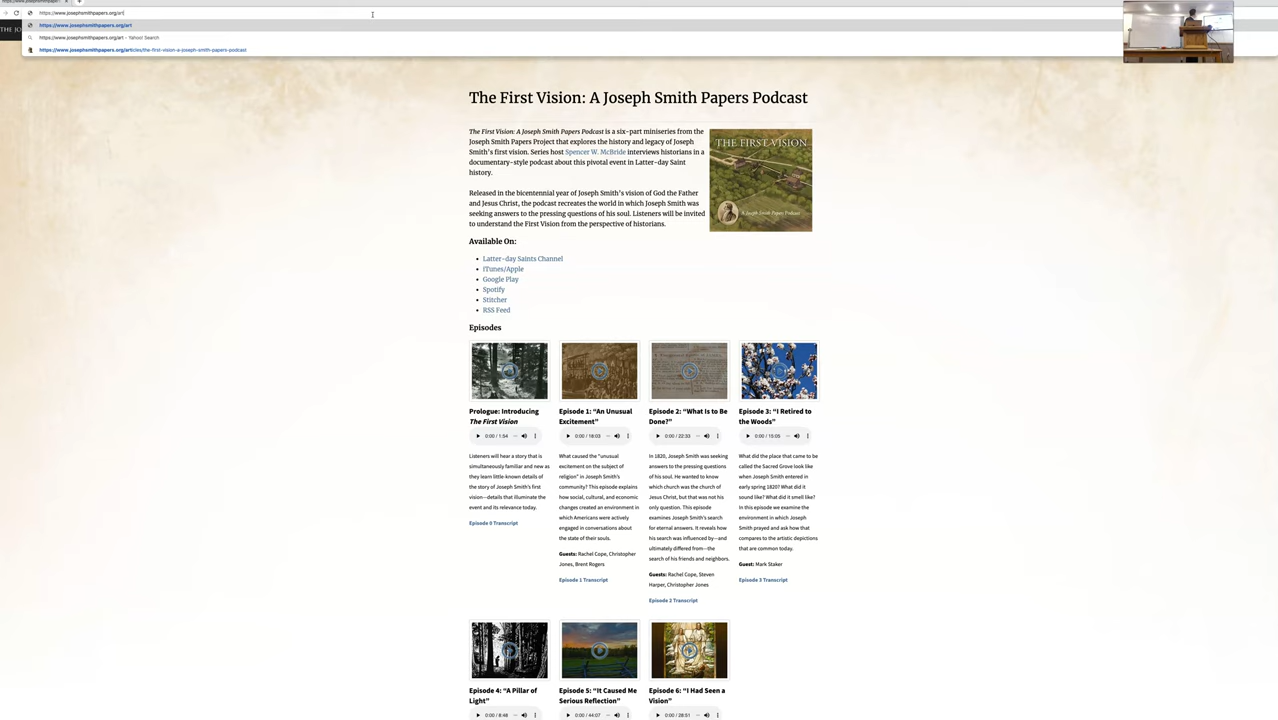 https://www.josephsmithpapers.org/art
https://www.josephsmithpapers.org/art
https://www.josephsmithpapers.org/art - Yahoo! Search
https://www.josephsmithpapers.org/articles/the-first-vision-a-joseph-smith-papers-podcast
THE JO
The First Vision: A Joseph Smith Papers Podcast
The First Vision: A Joseph Smith Papers Podcast is a six-part miniseries from the
Joseph Smith Papers Project that explores the history and legacy of Joseph
Smith's first vision. Series host Spencer W. McBride interviews historians in a
documentary-style podcast about this pivotal event in Latter-day Saint
history.
Released in the bicentennial year of Joseph Smith's vision of God the Father
and Jesus Christ, the podcast recreates the world in which Joseph Smith was
seeking answers to the pressing questions of his soul. Listeners will be invited
to understand the First Vision from the perspective of historians.
THE FIRST VISION
A Joseph Smith Papers Podcast
Available On:
• Latter-day Saints Channel
• iTunes/Apple
• Google Play
• Spotify
• Stitcher
• RSS Feed
Episodes
Prologue: Introducing
The First Vision
0:00 / 1:54
Listeners will hear a story that is
simultaneously familiar and new as
they learn little-known details of
the story of Joseph Smith's first
vision—details that illuminate the
event and its relevance today.
Episode 0 Transcript
Episode 1: "An Unusual
Excitement"
0:00 / 18:03
What caused the "unusual
excitement on the subject of
religion" in Joseph Smith's
community? This episode explains
how social, cultural, and economic
changes created an environment in
which Americans were actively
engaged in conversations about
the state of their souls.
Guests: Rachel Cope, Christopher
Jones, Brent Rogers
Episode 1 Transcript
Episode 2: "What Is to Be
Done?"
0:00 / 22:33
In 1820, Joseph Smith was seeking
answers to the pressing questions
of his soul. He wanted to know
which church was the church of
Jesus Christ, but that was not his
only question. This episode
examines Joseph Smith's search
for eternal answers. It reveals how
his search was influenced by—and
ultimately differed from—the
search of his friends and neighbors.
Guests: Rachel Cope, Steven
Harper, Christopher Jones
Episode 2 Transcript
Episode 3: "I Retired to
the Woods"
0:00 / 15:09
What did the place that came to be
called the Sacred Grove look like
when Joseph Smith entered in
early spring 1820? What did it
sound like? What did it smell like?
In this episode we examine the
environment in which Joseph
Smith prayed and ask how that
compares to the artistic depictions
that are common today.
Guest: Mark Staker
Episode 3 Transcript
Episode 4: "A Pillar of
Light"
0:00 / 8:48
Episode 5: "It Caused Me
Serious Reflection"
0:00 / 44:07
Episode 6: "I Had Seen a
Vision"
0:00 / 28:51